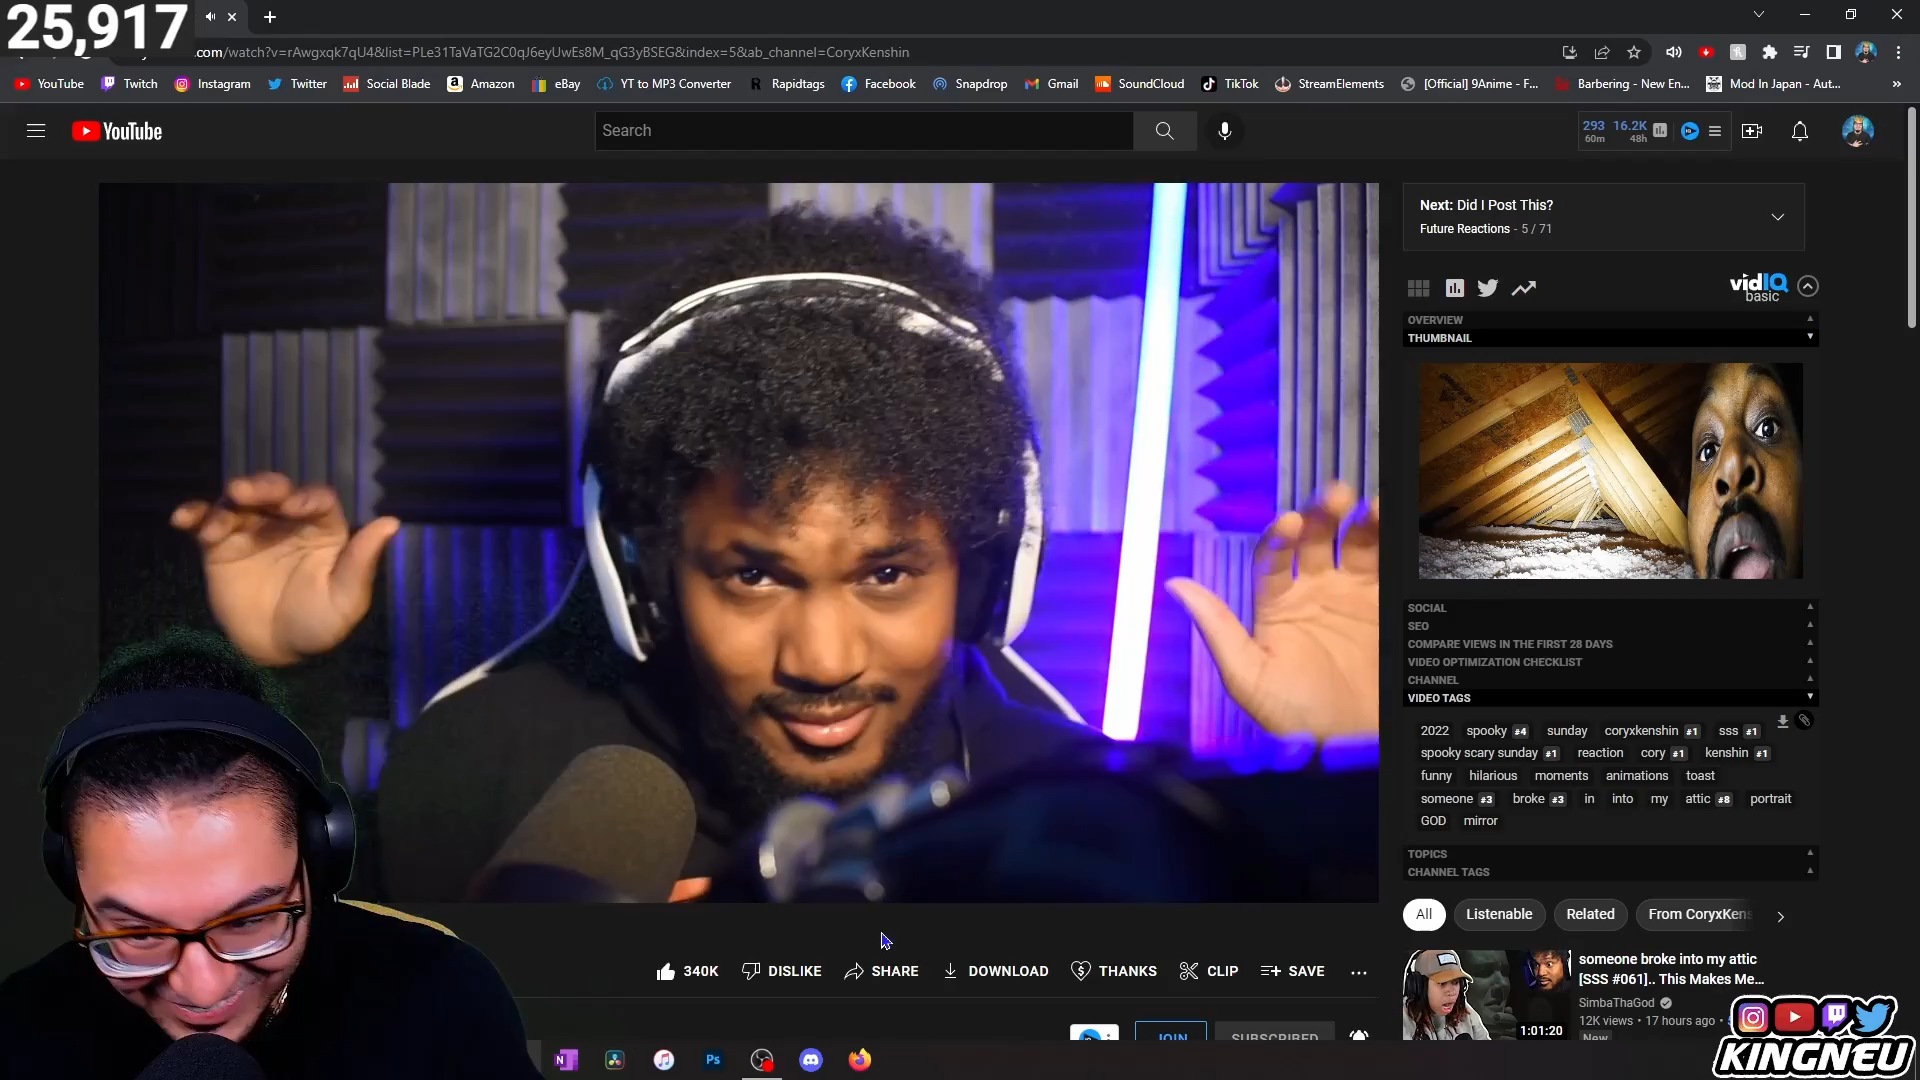 25,917
.com/watch?v=rAwgxqk7qU4&list=PLe31TaVaTG2C0qJ6eyUwEs8M_qG3yBSEG&index=5&ab_channel=CoryxKenshin
YouTube Twitch Instagram Twitter Social Blade Amazon eBay YT to MP3 Converter Rapidtags Facebook Snapdrop Gmail SoundCloud TikTok StreamElements [Official] 9Anime - F... Barbering - New En... Mod In Japan - Aut... »
YouTube
Search
293 16.2K
60m 48h
Next: Did I Post This?
Future Reactions - 5 / 71
vidIQ
basic
OVERVIEW
THUMBNAIL
SOCIAL
SEO
COMPARE VIEWS IN THE FIRST 28 DAYS
VIDEO OPTIMIZATION CHECKLIST
CHANNEL
VIDEO TAGS
2022 spooky #4 sunday coryxkenshin #1 sss #1
spooky scary sunday #1 reaction cory #1 kenshin #1
funny hilarious moments animations toast
someone #3 broke #3 in into my attic #8 portrait
GOD mirror
TOPICS
CHANNEL TAGS
All Listenable Related From CoryxKens
340K DISLIKE SHARE DOWNLOAD THANKS CLIP SAVE ...
someone broke into my attic
[SSS #061].. This Makes Me...
SimbaThaGod
12K views • 17 hours ago •
New
1:01:20
JOIN SUBSCRIBED
N Ps
KINGNEU